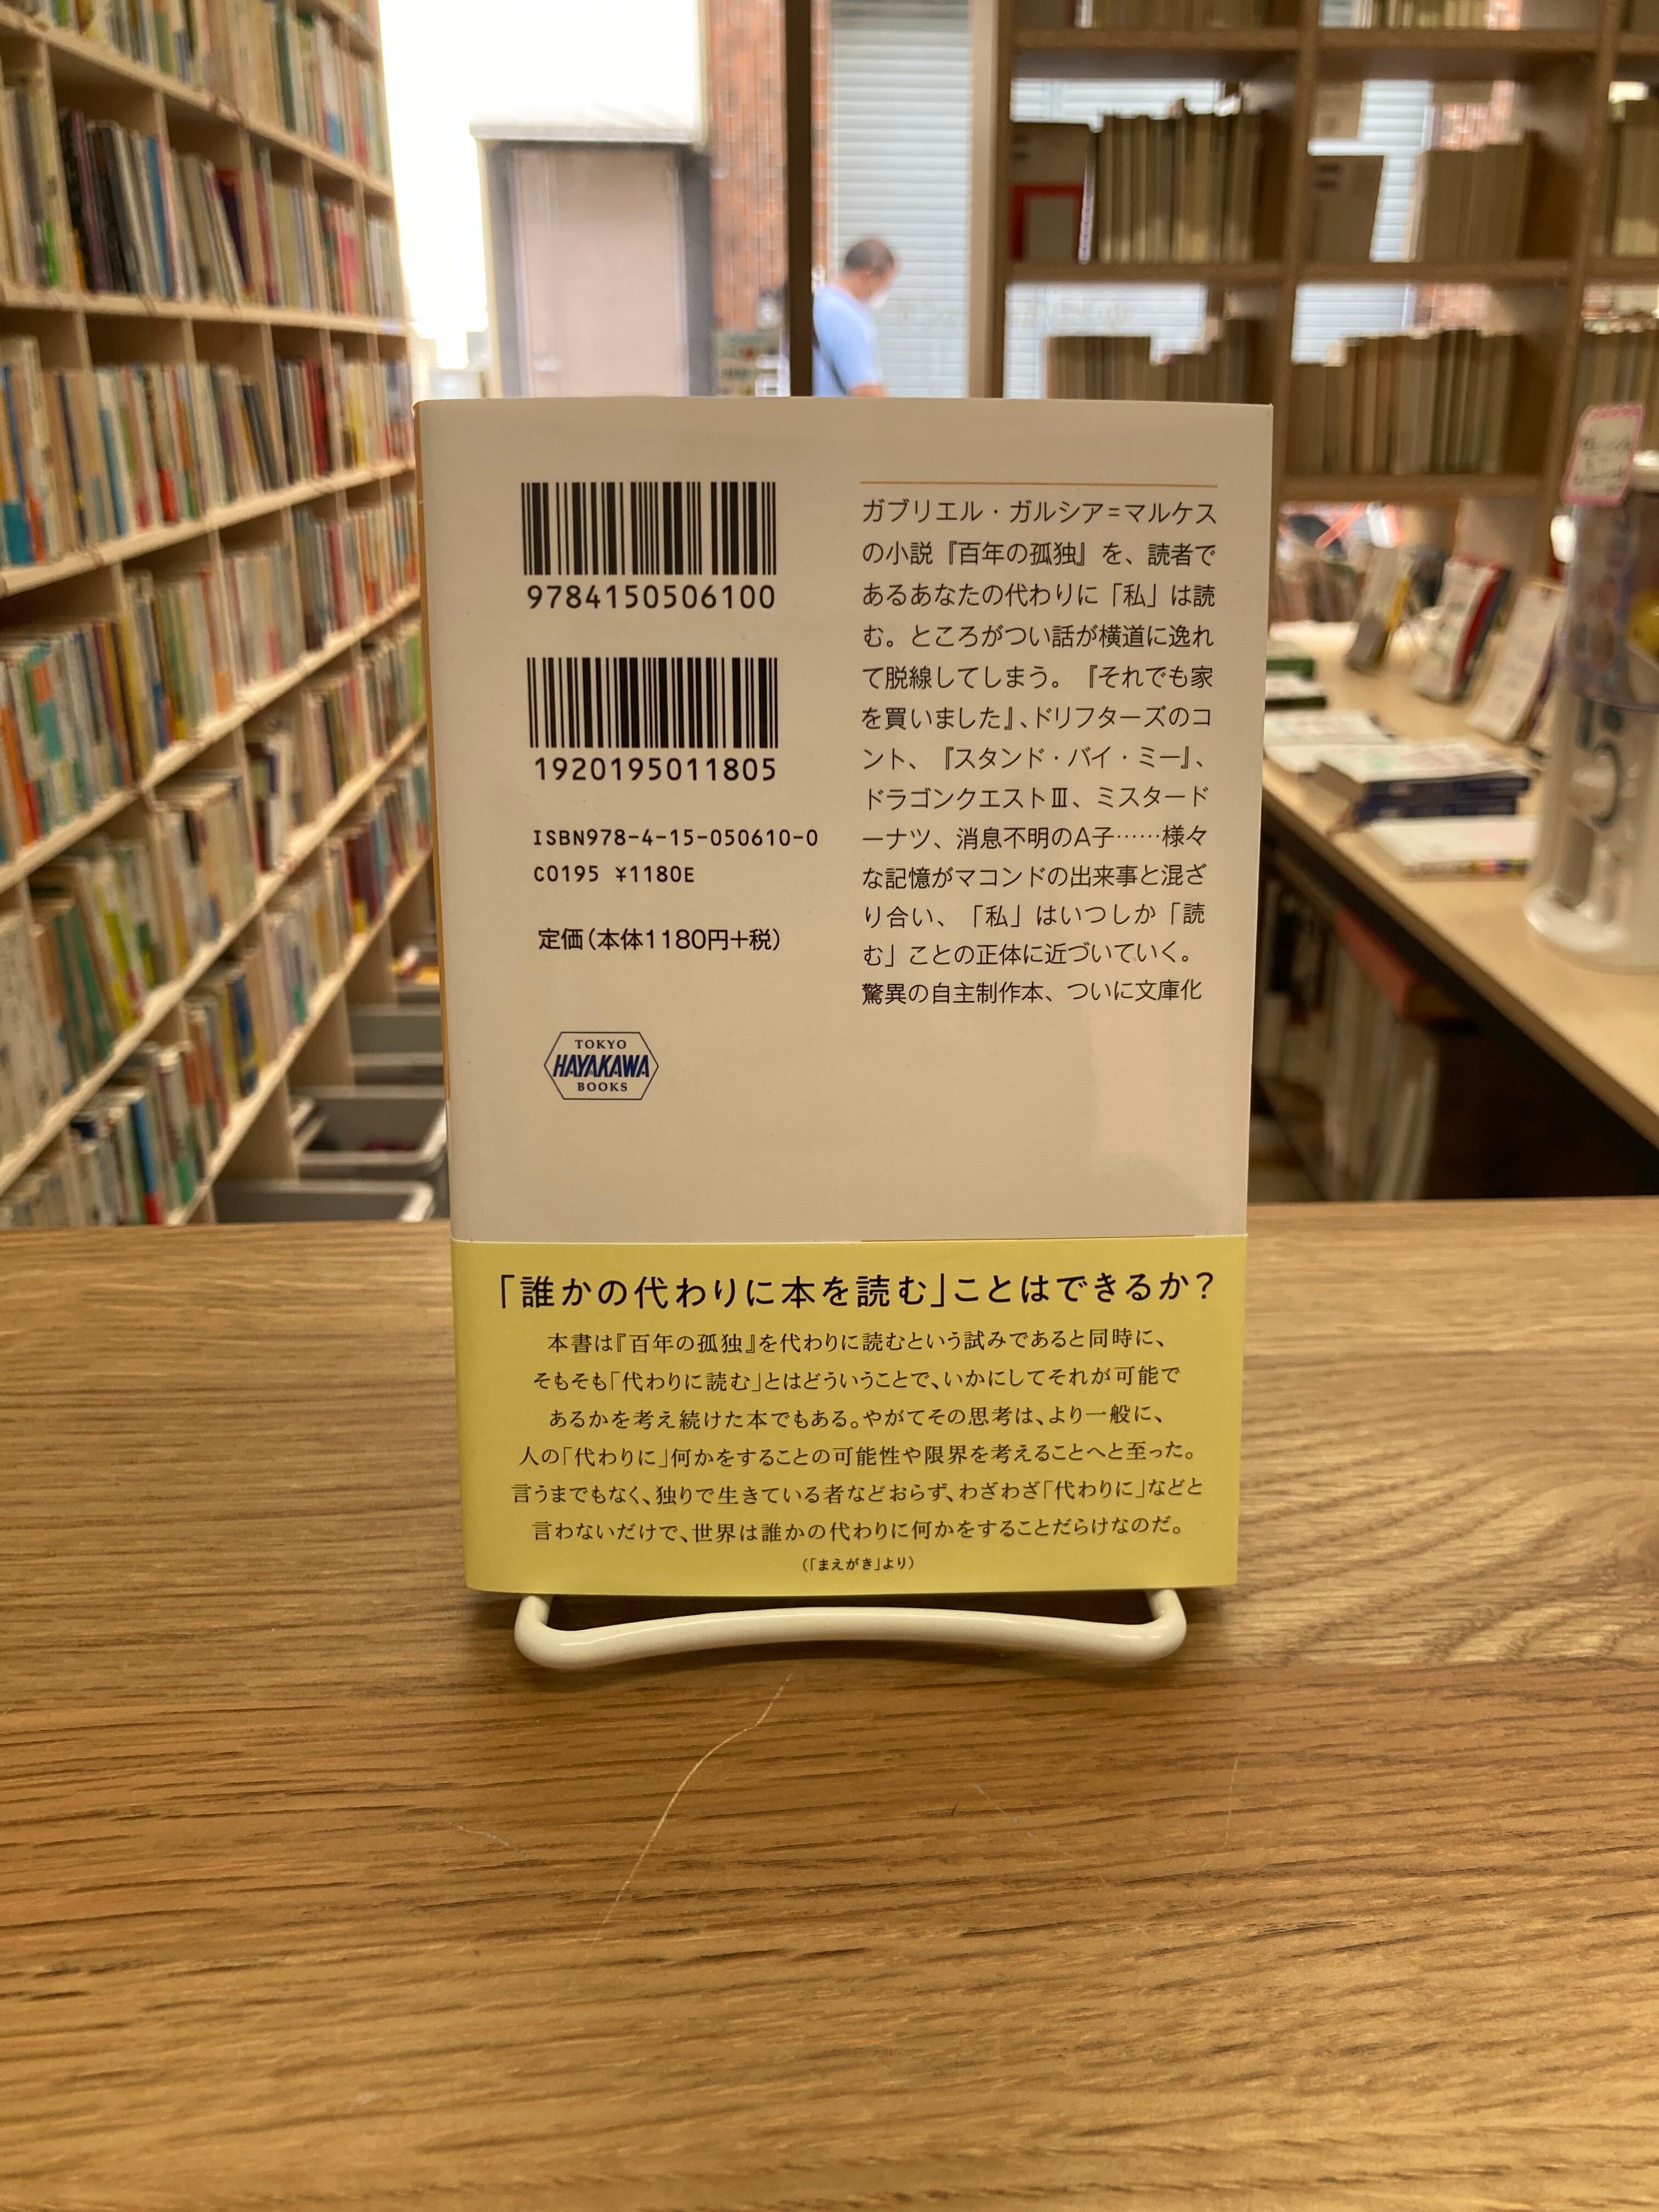 9784150506100
1920195011805
ISBN978-4-15-050610-0
C0195 ¥1180E
定価(本体1180円+税)
TOKYO
HAYAKAWA
BOOKS
ガブリエル・ガルシア=マルケス
の小説『百年の孤独』を、読者で
あるあなたの代わりに「私」は読
む。ところがつい話が横道に逸れ
て脱線してしまう。『それでも家
を買いました』、ドリフターズのコ
ント、『スタンド・バイ・ミー』、
ドラゴンクエストⅢ、ミスタード
ーナツ、消息不明のA子……様々
な記憶がマコンドの出来事と混ざ
り合い、「私」はいつしか「読
む」ことの正体に近づいていく。
驚異の自主制作本、ついに文庫化
「誰かの代わりに本を読む」ことはできるか?
本書は『百年の孤独』を代わりに読むという試みであると同時に、
そもそも「代わりに読む」とはどういうことで、いかにしてそれが可能で
あるかを考え続けた本でもある。やがてその思考は、より一般に、
人の「代わりに」何かをすることの可能性や限界を考えることへと至った。
言うまでもなく、独りで生きている者などおらず、わざわざ「代わりに」などと
言わないだけで、世界は誰かの代わりに何かをすることだらけなのだ。
(「まえがき」より)